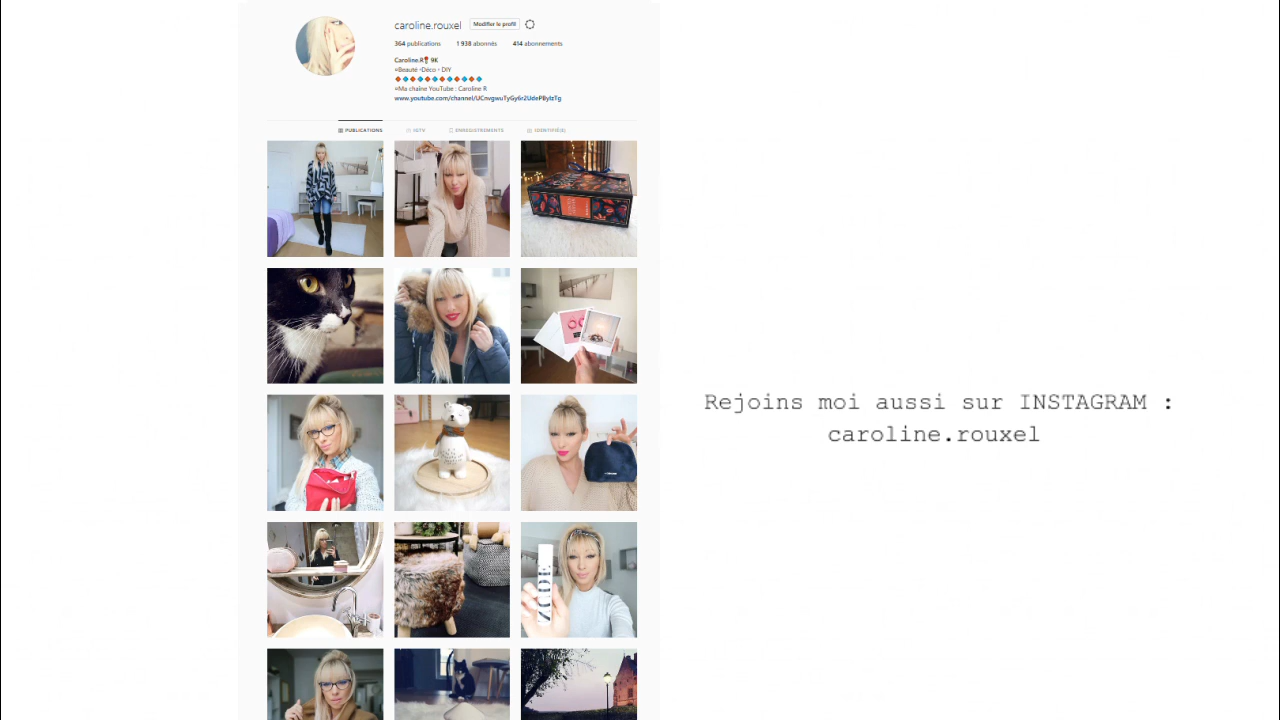 caroline.rouxel Modifier le profil
364 publications 1 938 abonnés 414 abonnements
Caroline.R 9K
=Beauté •Déco • DIY
=Ma chaîne YouTube : Caroline R
PUBLICATIONS IGTV ENREGISTREMENTS IDENTIFIÉ(E)
Rejoins moi aussi sur INSTAGRAM :
caroline.rouxel